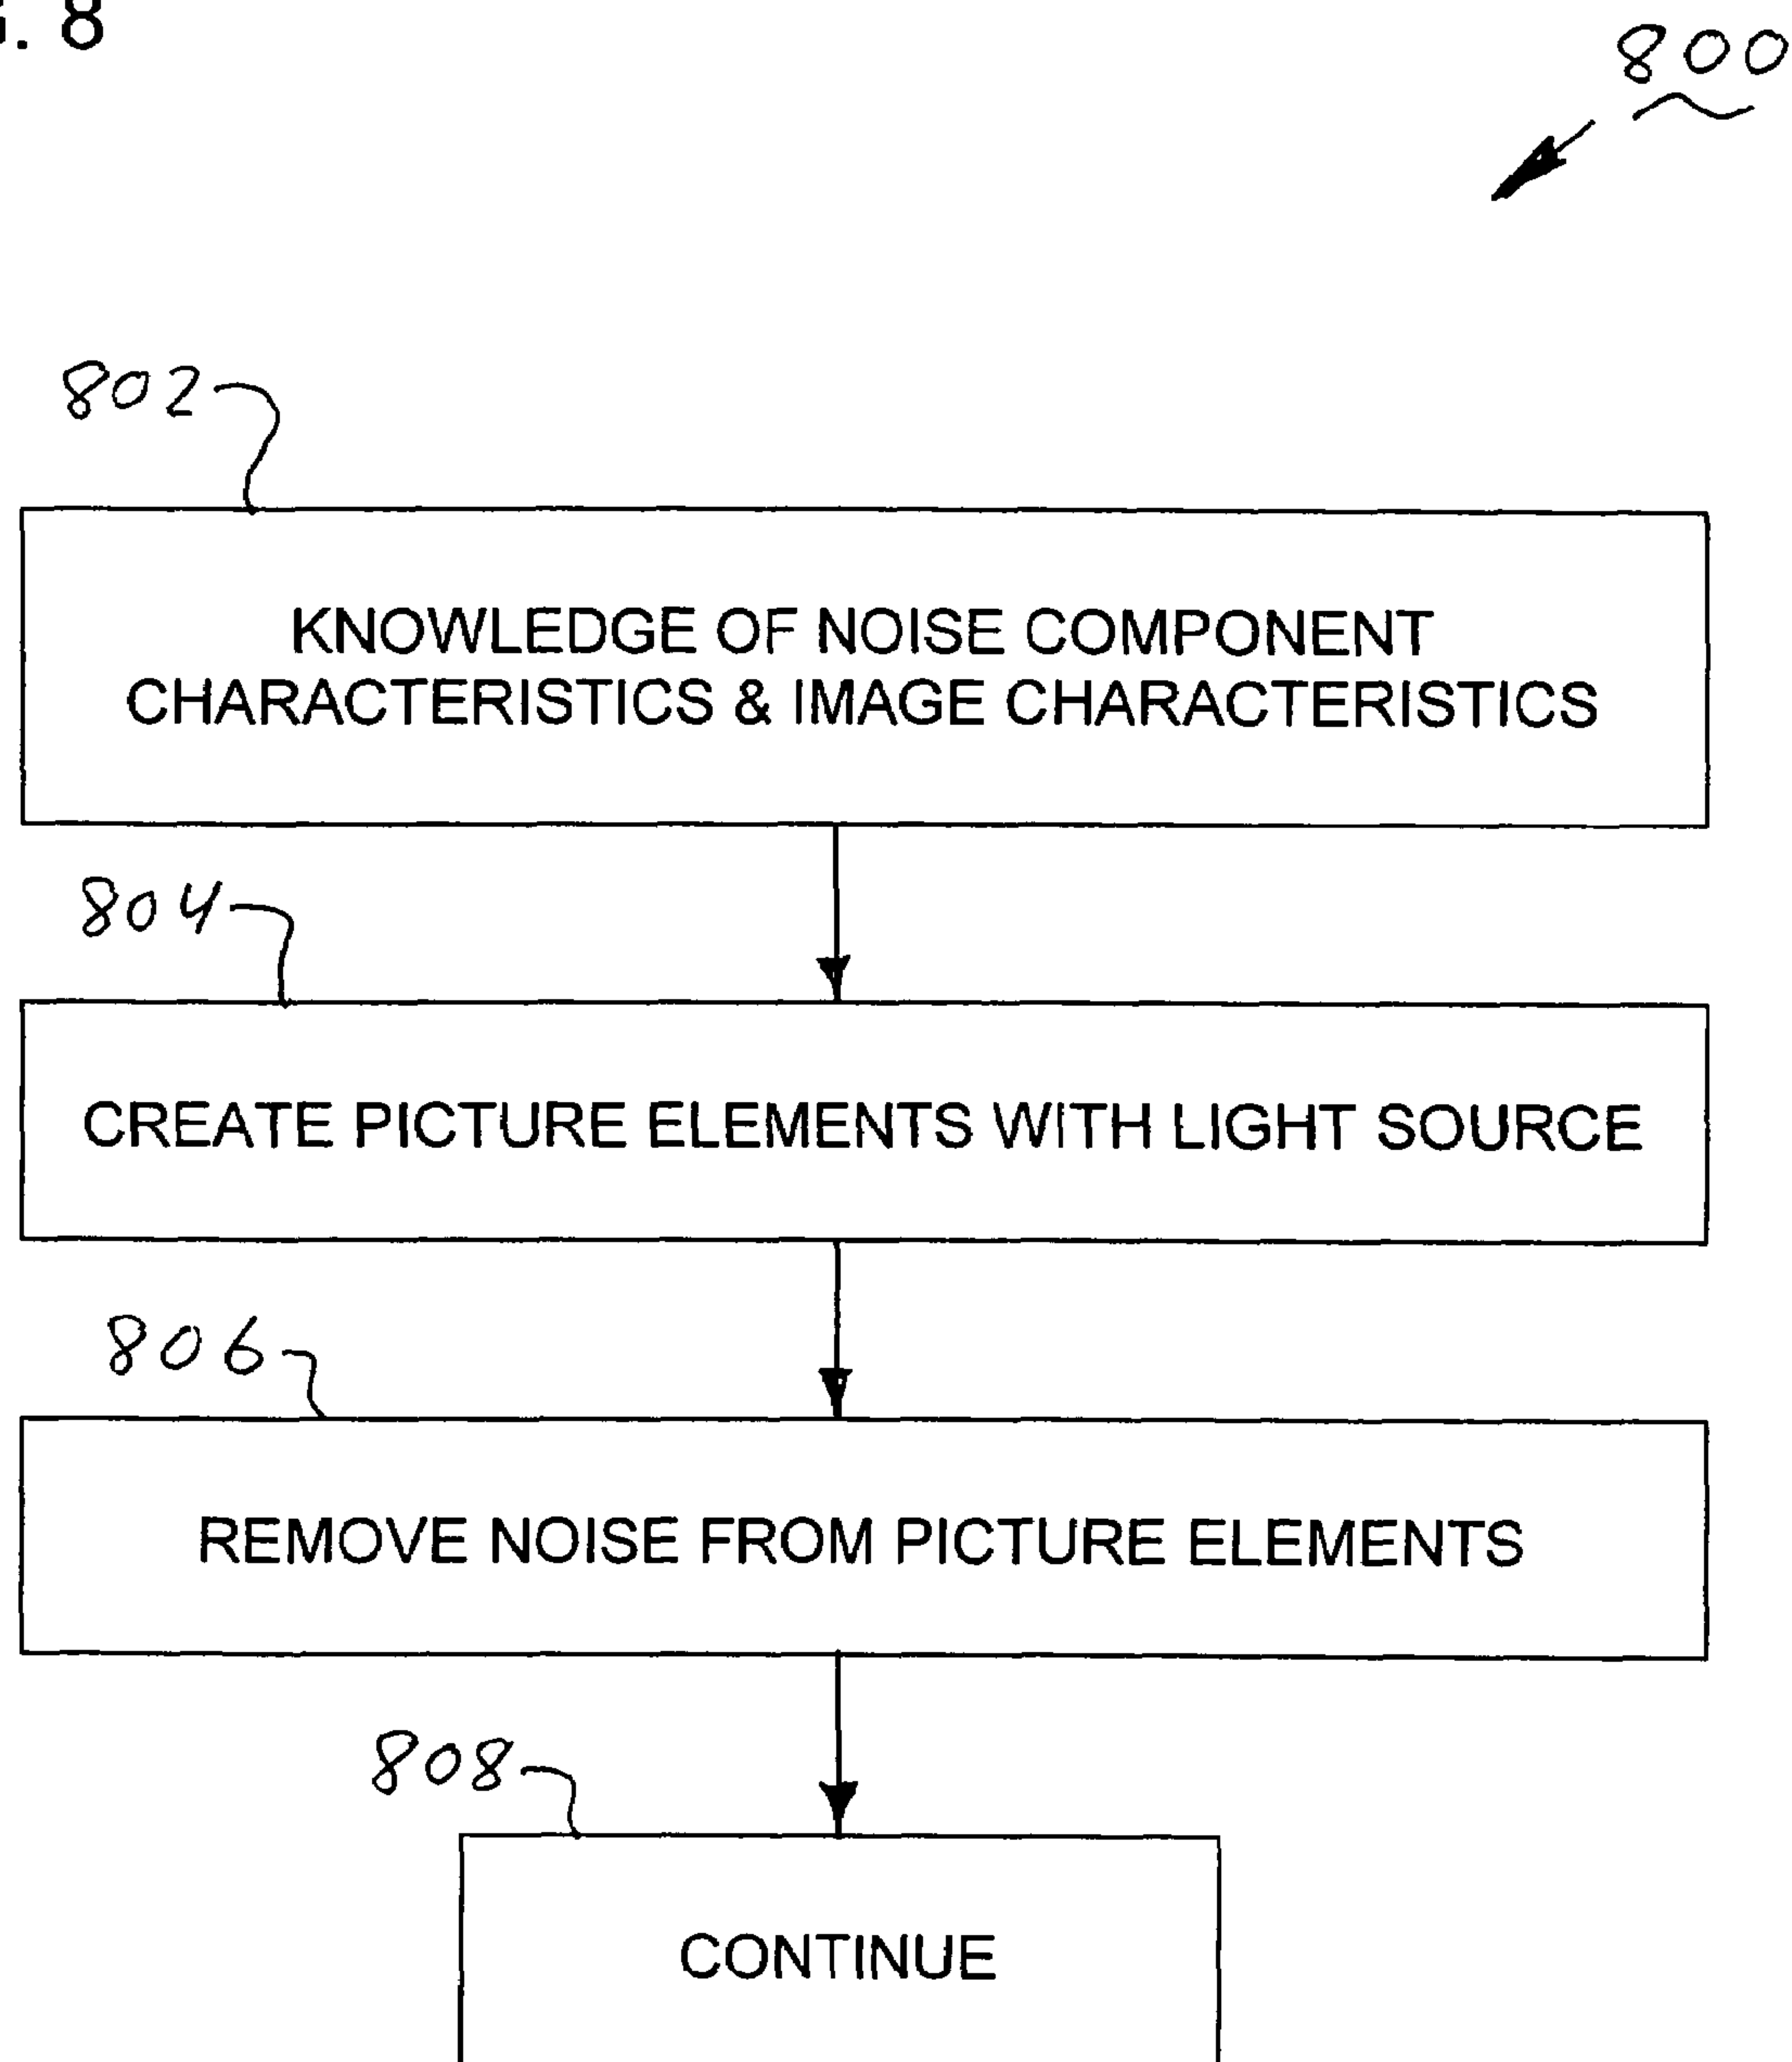 . 8
800
802
KNOWLEDGE OF NOISE COMPONENT
CHARACTERISTICS & IMAGE CHARACTERISTICS
804
CREATE PICTURE ELEMENTS WITH LIGHT SOURCE
806
REMOVE NOISE FROM PICTURE ELEMENTS
808
CONTINUE